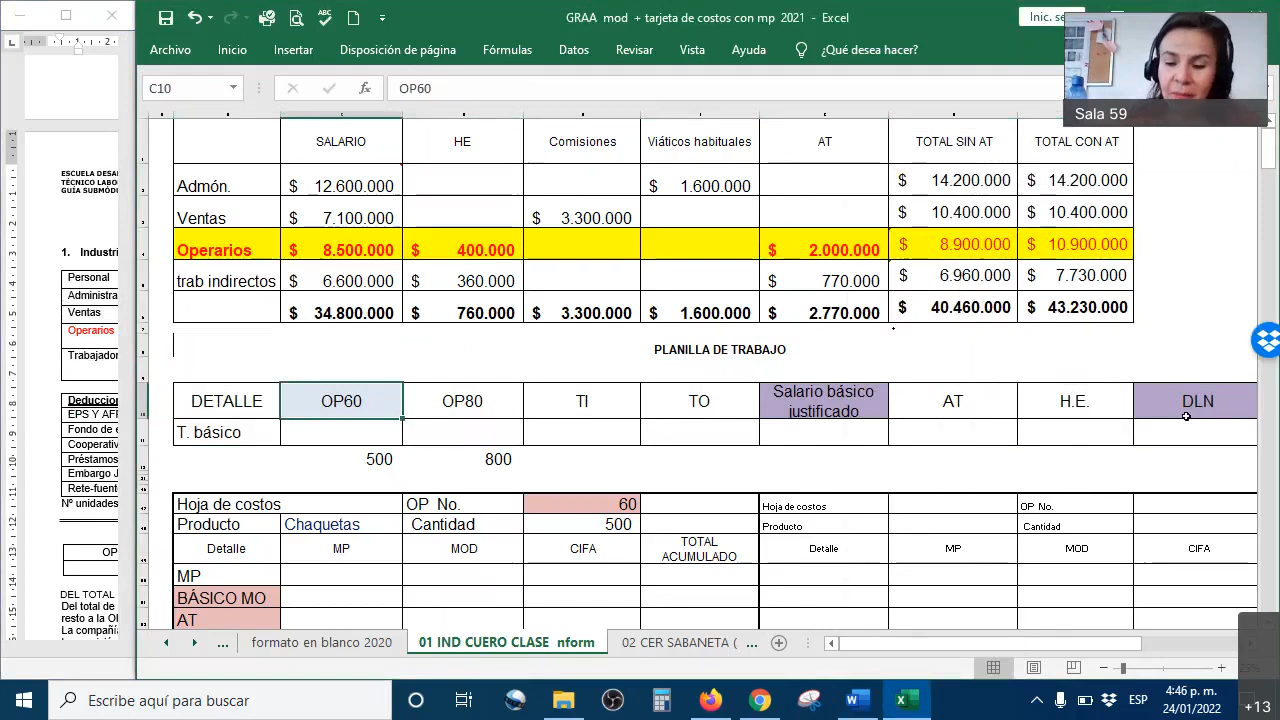 GRAA mod + tarjeta de costos con mp 2021 - Excel
Inic. se
Archivo Inicio Insertar Disposición de página Fórmulas Datos Revisar Vista Ayuda ¿Qué desea hacer?
Sala 59
C10 fx OP60
SALARIO HE Comisiones Viáticos habituales AT TOTAL SIN AT TOTAL CON AT
Admón. $ 12.600.000 $ 1.600.000 $ 14.200.000 $ 14.200.000
Ventas $ 7.100.000 $ 3.300.000 $ 10.400.000 $ 10.400.000
Operarios $ 8.500.000 $ 400.000 $ 2.000.000 $ 8.900.000 $ 10.900.000
trab indirectos $ 6.600.000 $ 360.000 $ 770.000 $ 6.960.000 $ 7.730.000
$ 34.800.000 $ 760.000 $ 3.300.000 $ 1.600.000 $ 2.770.000 $ 40.460.000 $ 43.230.000
PLANILLA DE TRABAJO
DETALLE OP60 OP80 TI TO Salario básico justificado AT H.E. DLN
T. básico
500 800
Hoja de costos OP No. 60 Hoja de costos OP No.
Producto Chaquetas Cantidad 500 Producto Cantidad
Detalle MP MOD CIFA TOTAL ACUMULADO Detalle MP MOD CIFA
MP
BÁSICO MO
AT
ESCUELA DESA
TÉCNICO LABO
GUÍA SUBMÓDU
1. Industri
Personal
Administra
Ventas
Operarios
Trabajador
Deduccion
EPS Y AFP
Fondo de e
Cooperativ
Préstamos
Embargo J
Rete-fuent
Nº unidades
OP
DEL TOTAL
Del total de
resto a la OP
La compañí
... formato en blanco 2020 01 IND CUERO CLASE nform 02 CER SABANETA ( ...
Escribe aquí para buscar
ESP
4:46 p. m.
24/01/2022
+13